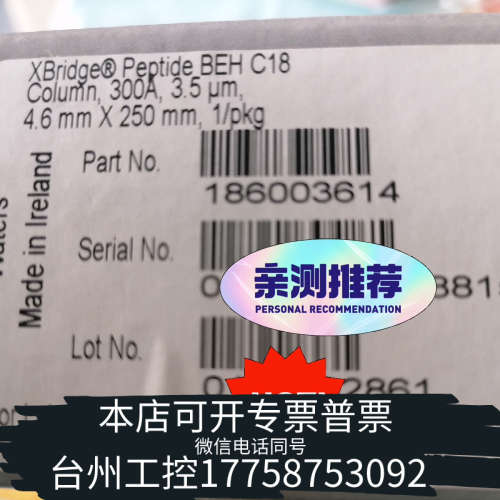 XBridge® Peptide BEH C18
Column, 300A, 3.5 µm,
4.6 mm X 250 mm, 1/pkg
Part No.
186003614
Made in Ireland
Serial No.
亲测推荐
PERSONAL RECOMMENDATION
Lot No.
2861
本店可开专票普票
微信电话同号
台州工控17758753092